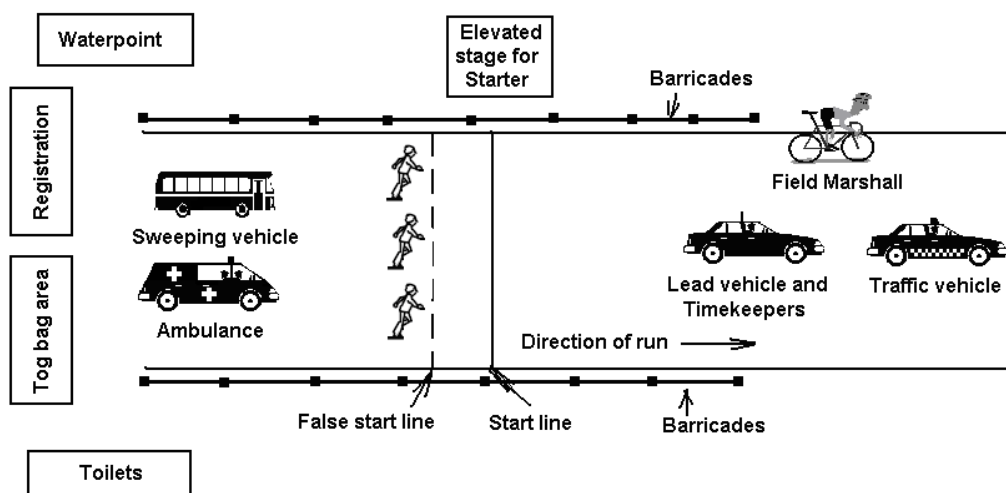 Waterpoint
Elevated
stage for
Starter
Barricades
Registration
Field Marshall
Sweeping vehicle
Tog bag area
Ambulance
Lead vehicle and
Timekeepers
Traffic vehicle
Direction of run
False start line
Start line
Barricades
Toilets